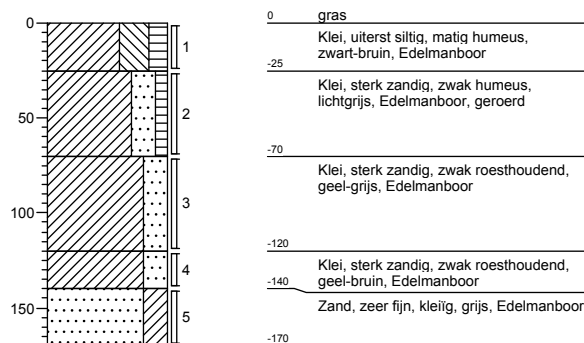 0
50
100
150
1
2
3
4
5
0 gras
Klei, uiterst siltig, matig humeus,
zwart-bruin, Edelmanboor
-25
Klei, sterk zandig, zwak humeus,
lichtgrijs, Edelmanboor, geroerd
-70
Klei, sterk zandig, zwak roesthoudend,
geel-grijs, Edelmanboor
-120
Klei, sterk zandig, zwak roesthoudend,
geel-bruin, Edelmanboor
-140
Zand, zeer fijn, kleiïg, grijs, Edelmanboor
-170